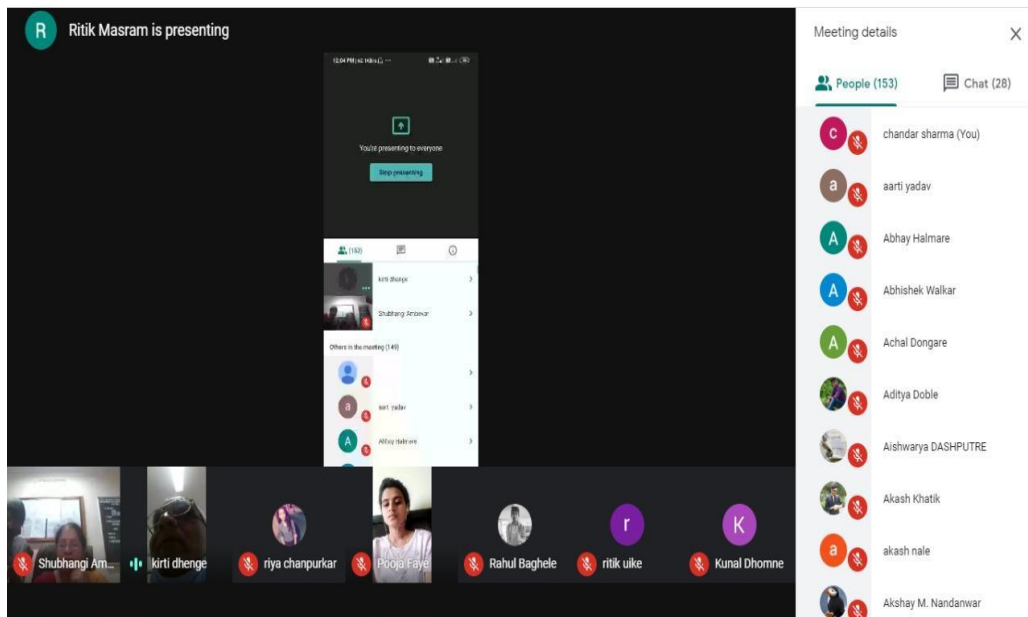 R
Ritik Masram is presenting
You're presenting to everyone
Stop presenting
kirti dhenge
Shubhangi Ambekar
Others in the meeting (149)
a
aarti yadav
A
Abhay Halmare
Shubhangi Am...
kirti dhenge
riya chanpurkar
Pooja Faye
Rahul Baghele
r
ritik uike
K
Kunal Dhomne
Meeting details
People (153)
Chat (28)
c
chandar sharma (You)
a
aarti yadav
A
Abhay Halmare
A
Abhishek Walkar
A
Achal Dongare
Aditya Doble
Aishwarya DASHPUTRE
Akash Khatik
a
akash nale
Akshay M. Nandanwar